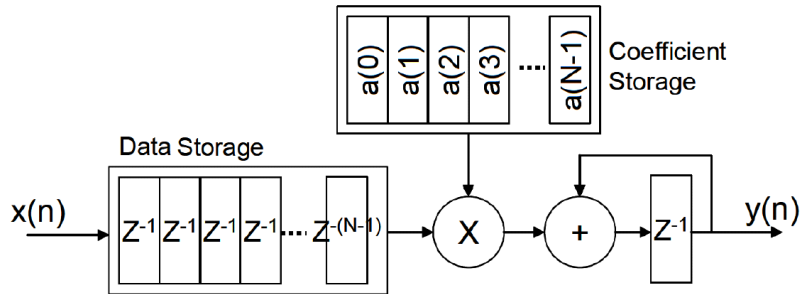 a(0) a(1) a(2) a(3) ▪▪▪▪ a(N-1)
Coefficient
Storage
Data Storage
x(n)
Z⁻¹ Z⁻¹ Z⁻¹ Z⁻¹ ▪▪▪▪ Z⁻⁽ᴺ⁻¹⁾
X
+
Z⁻¹
y(n)